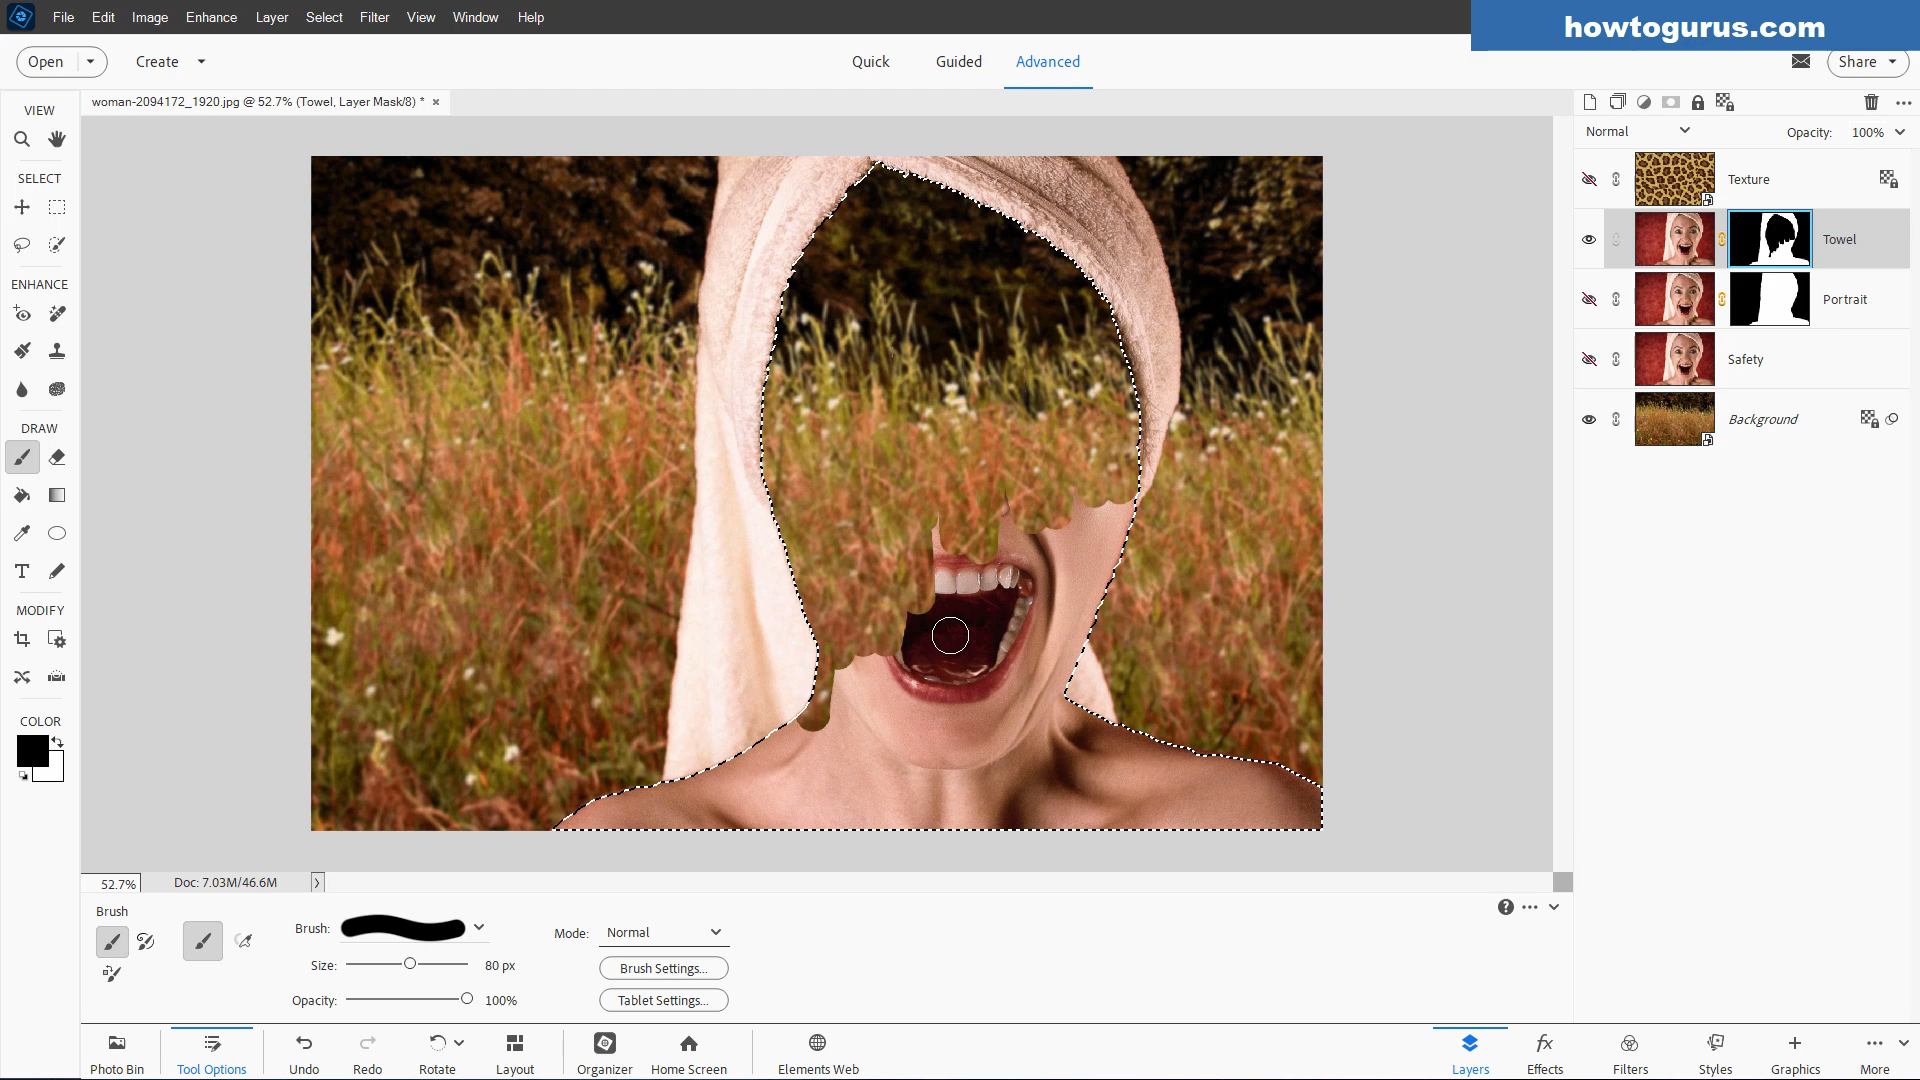 File Edit Image Enhance Layer Select Filter View Window Help
howtogurus.com
Open
Create
Quick
Guided
Advanced
Share
VIEW
woman-2094172_1920.jpg @ 52.7% (Towel, Layer Mask/8) *
Normal
Opacity: 100%
SELECT
Texture
Towel
ENHANCE
Portrait
Safety
DRAW
Background
MODIFY
COLOR
52.7%
Doc: 7.03M/46.6M
Brush
Brush:
Mode: Normal
Size: 80 px
Brush Settings...
Opacity: 100%
Tablet Settings...
Photo Bin
Tool Options
Undo
Redo
Rotate
Layout
Organizer
Home Screen
Elements Web
Layers
Effects
Filters
Styles
Graphics
More